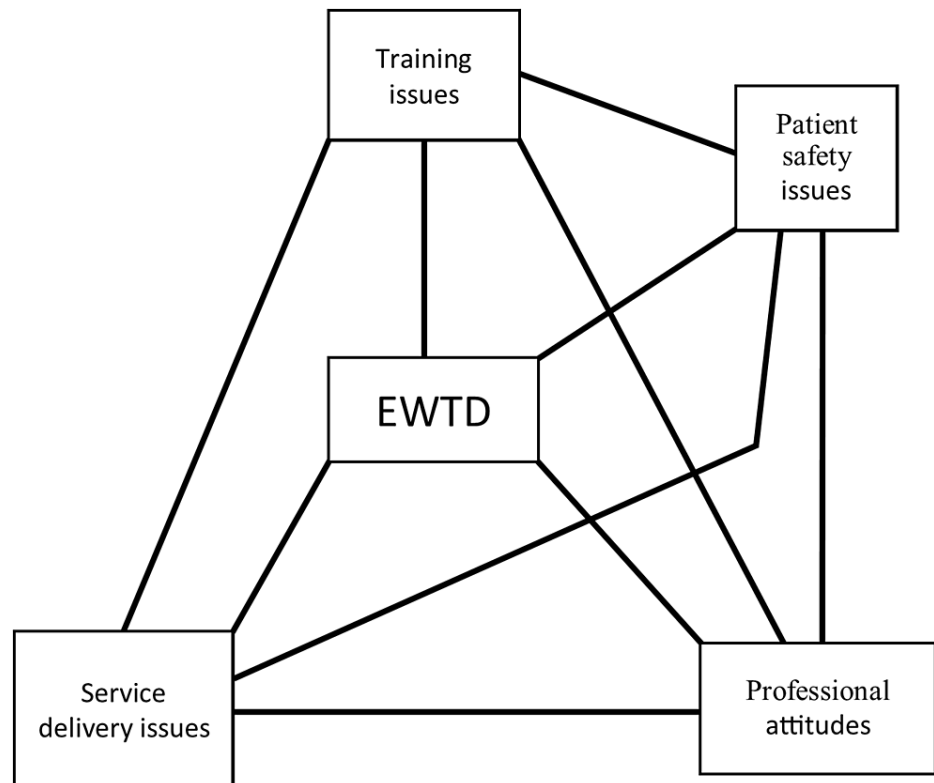 Training
issues
Patient
safety
issues
EWTD
Service
delivery issues
Professional
attitudes